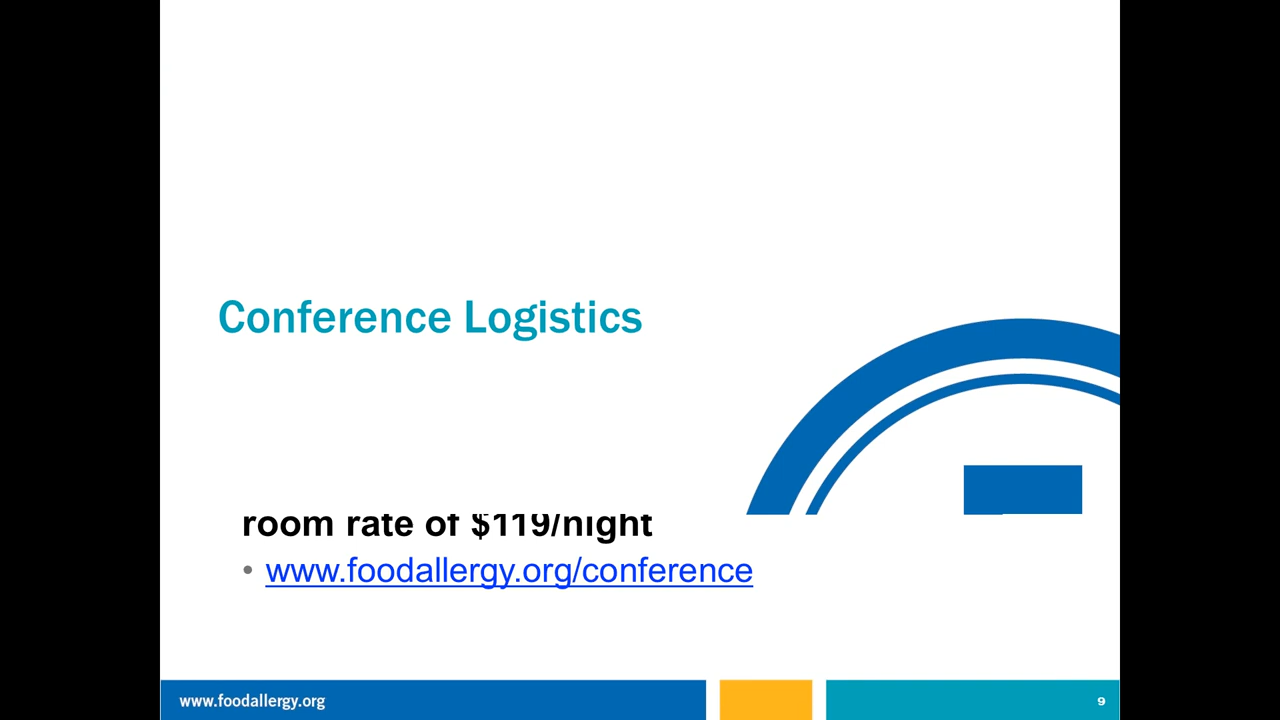 Conference Logistics
room rate of $119/night
www.foodallergy.org/conference
www.foodallergy.org
9